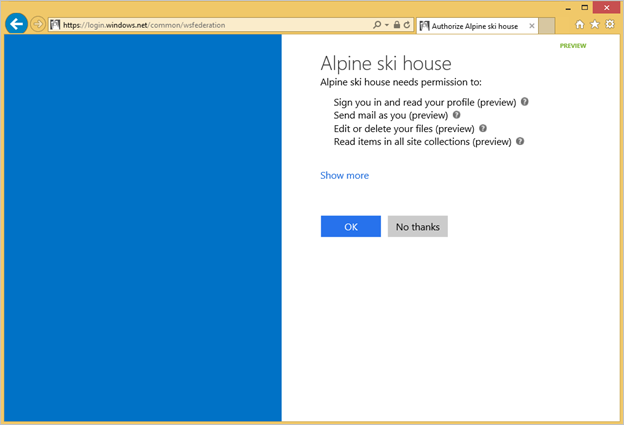 https://login.windows.net/common/wsfederation
Authorize Alpine ski house
PREVIEW
Alpine ski house
Alpine ski house needs permission to:
Sign you in and read your profile (preview) ?
Send mail as you (preview) ?
Edit or delete your files (preview) ?
Read items in all site collections (preview) ?
Show more
OK
No thanks